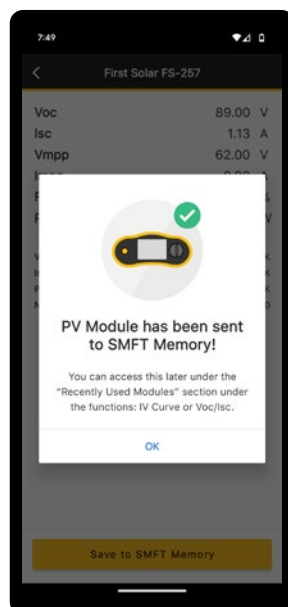 7:49
First Solar FS-257
Voc 89.00 V
Isc 1.13 A
Vmpp 62.00 V
PV Module has been sent
to SMFT Memory!
You can access this later under the
"Recently Used Modules" section under
the functions: IV Curve or Voc/Isc.
OK
Save to SMFT Memory